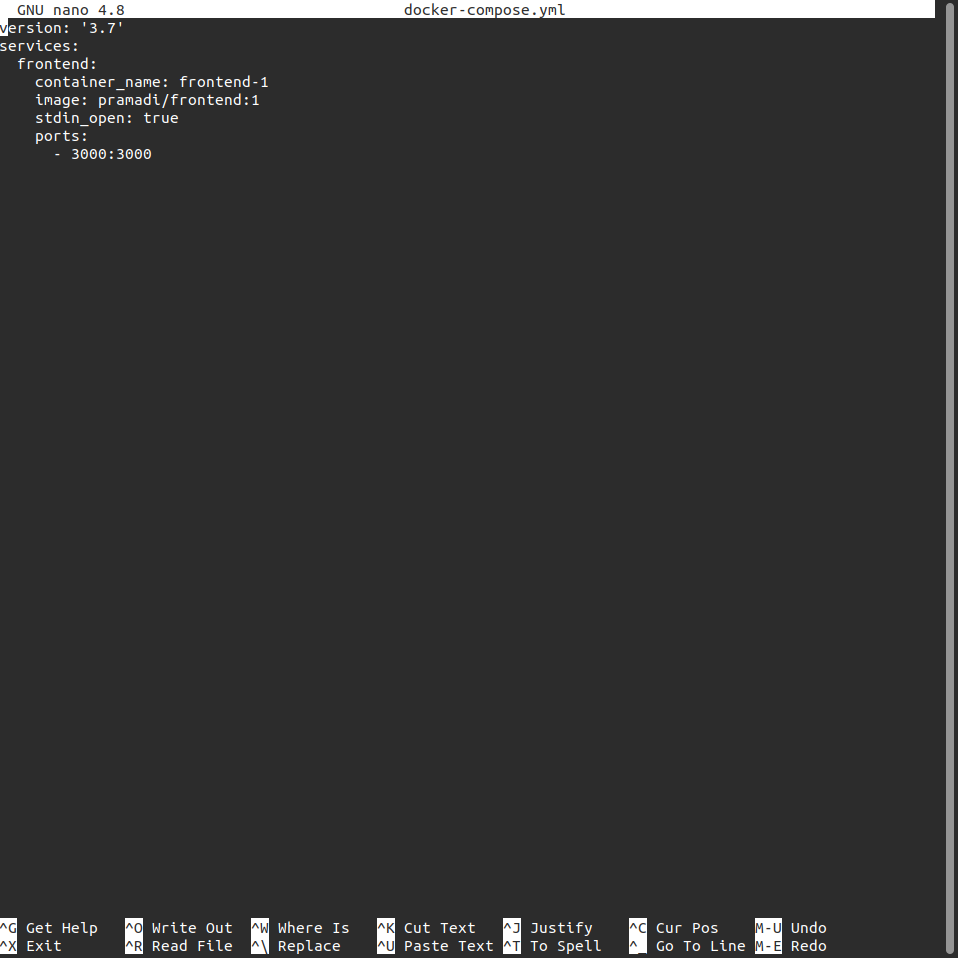 GNU nano 4.8 docker-compose.yml
version: '3.7'
services:
  frontend:
    container_name: frontend-1
    image: pramadi/frontend:1
    stdin_open: true
    ports:
      - 3000:3000
^G Get Help ^O Write Out ^W Where Is ^K Cut Text ^J Justify ^C Cur Pos M-U Undo
^X Exit ^R Read File ^\ Replace ^U Paste Text ^T To Spell ^_ Go To Line M-E Redo